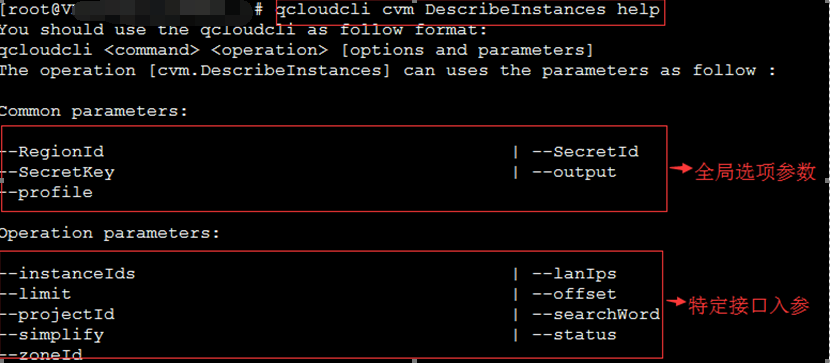 [root@V # qcloudcli cvm DescribeInstances help
You should use the qcloudcli as follow format:
qcloudcli <command> <operation> [options and parameters]
The operation [cvm.DescribeInstances] can uses the parameters as follow :
Common parameters:
--RegionId | --SecretId
--SecretKey | --output
--profile
全局选项参数
Operation parameters:
--instanceIds | --lanIps
--limit | --offset
--projectId | --searchWord
--simplify | --status
--zoneId
特定接口入参